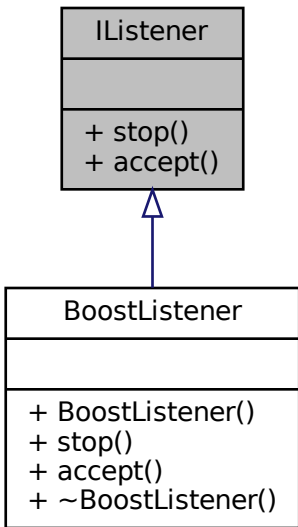 IListener
+ stop()
+ accept()
BoostListener
+ BoostListener()
+ stop()
+ accept()
+ ~BoostListener()